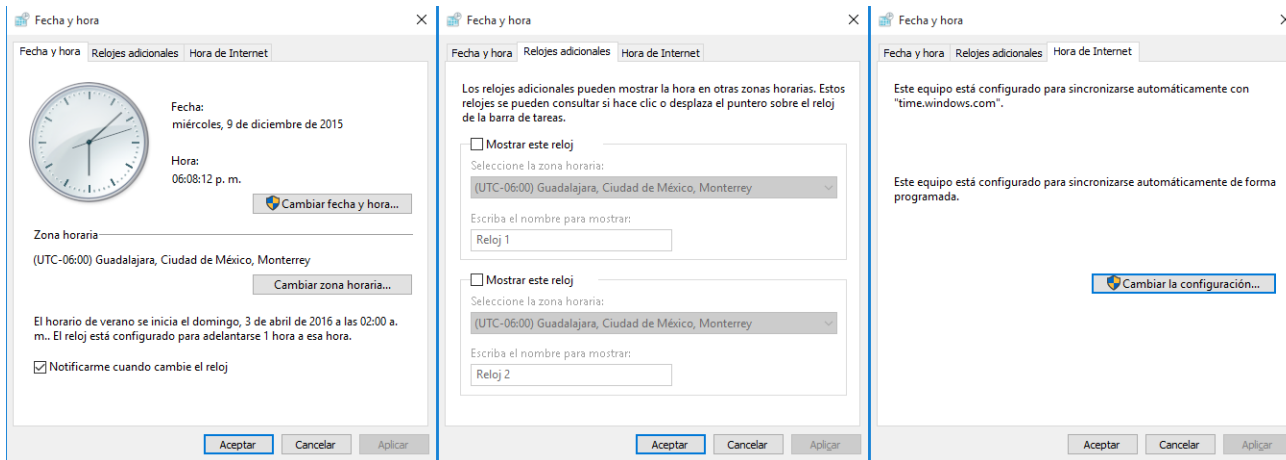 Fecha y hora
Fecha y hora Relojes adicionales Hora de Internet
Fecha:
miércoles, 9 de diciembre de 2015
Hora:
06:08:12 p. m.
Cambiar fecha y hora...
Zona horaria
(UTC-06:00) Guadalajara, Ciudad de México, Monterrey
Cambiar zona horaria...
El horario de verano se inicia el domingo, 3 de abril de 2016 a las 02:00 a.
m.. El reloj está configurado para adelantarse 1 hora a esa hora.
Notificarme cuando cambie el reloj
Aceptar Cancelar Aplicar
Fecha y hora
Fecha y hora Relojes adicionales Hora de Internet
Los relojes adicionales pueden mostrar la hora en otras zonas horarias. Estos
relojes se pueden consultar si hace clic o desplaza el puntero sobre el reloj
de la barra de tareas.
Mostrar este reloj
Seleccione la zona horaria:
(UTC-06:00) Guadalajara, Ciudad de México, Monterrey
Escriba el nombre para mostrar:
Reloj 1
Mostrar este reloj
Seleccione la zona horaria:
(UTC-06:00) Guadalajara, Ciudad de México, Monterrey
Escriba el nombre para mostrar:
Reloj 2
Aceptar Cancelar Aplicar
Fecha y hora
Fecha y hora Relojes adicionales Hora de Internet
Este equipo está configurado para sincronizarse automáticamente con
"time.windows.com".
Este equipo está configurado para sincronizarse automáticamente de forma
programada.
Cambiar la configuración...
Aceptar Cancelar Aplicar